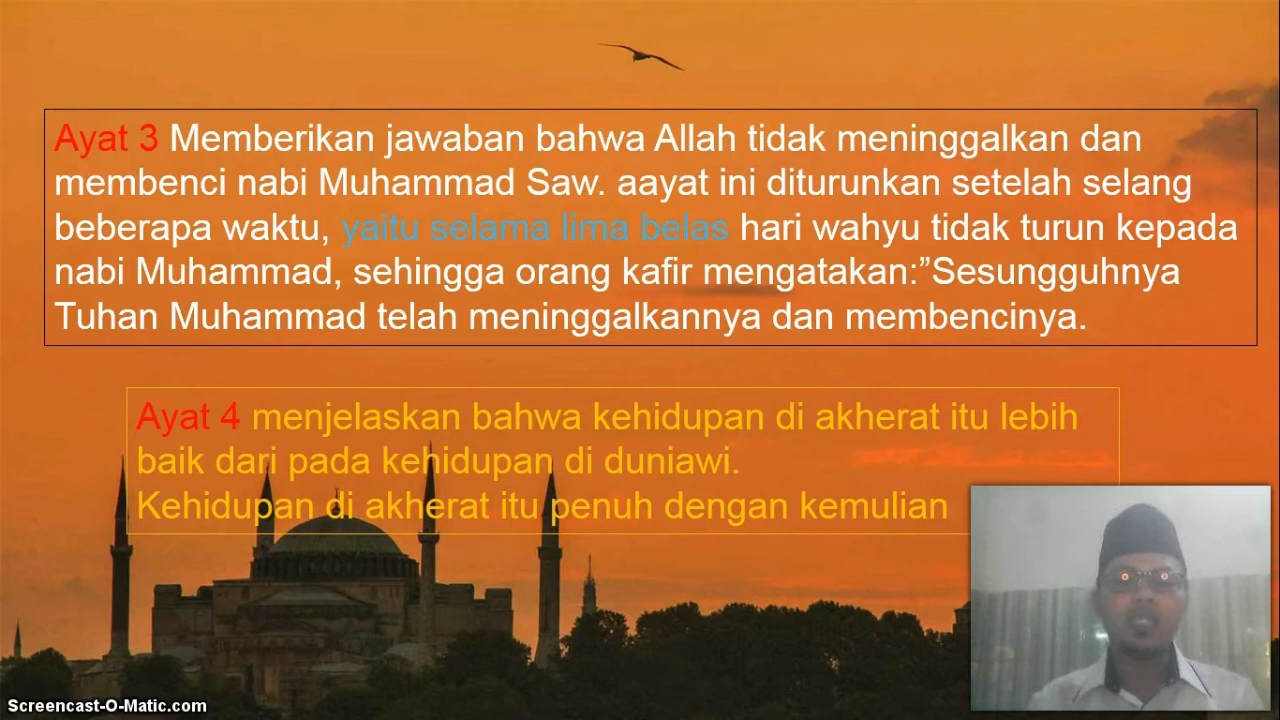 Ayat 3 Memberikan jawaban bahwa Allah tidak meninggalkan dan
membenci nabi Muhammad Saw. aayat ini diturunkan setelah selang
beberapa waktu, yaitu selama lima belas hari wahyu tidak turun kepada
nabi Muhammad, sehingga orang kafir mengatakan:”Sesungguhnya
Tuhan Muhammad telah meninggalkannya dan membencinya.
Ayat 4 menjelaskan bahwa kehidupan di akherat itu lebih
baik dari pada kehidupan di duniawi.
Kehidupan di akherat itu penuh dengan kemulian
Screencast-O-Matic.com